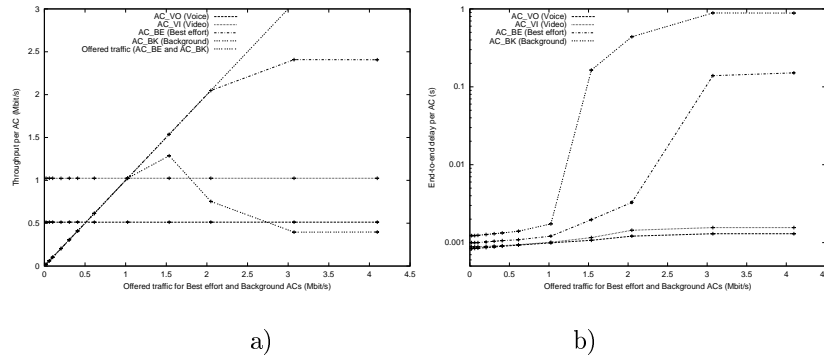 AC_VO (Voice)
AC_VI (Video)
AC_BE (Best effort)
AC_BK (Background)
Offered traffic (AC_BE and AC_BK)
Throughput per AC (Mbit/s)
3
2.5
2
1.5
1
0.5
0
0 0.5 1 1.5 2 2.5 3 3.5 4 4.5
Offered traffic for Best effort and Background ACs (Mbit/s)
a)
AC_VO (Voice)
AC_VI (Video)
AC_BE (Best effort)
AC_BK (Background)
End-to-end delay per AC (s)
1
0.1
0.01
0.001
0 0.5 1 1.5 2 2.5 3 3.5 4 4.5
Offered traffic for Best effort and Background ACs (Mbit/s)
b)